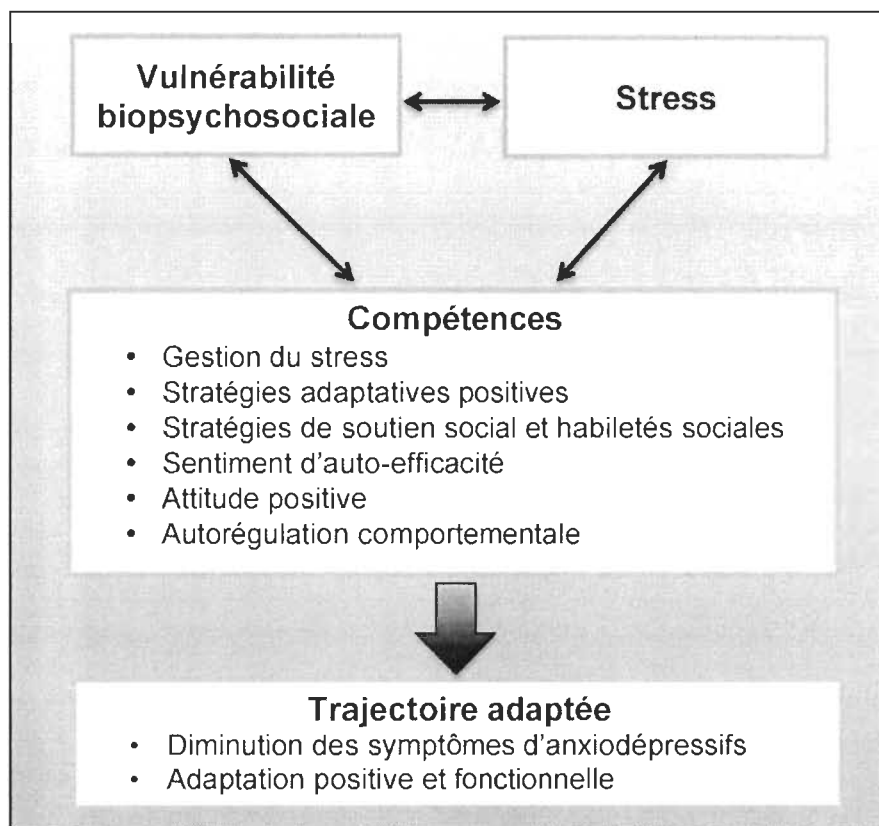 Vulnérabilité
biopsychosociale
Stress
Compétences
• Gestion du stress
• Stratégies adaptatives positives
• Stratégies de soutien social et habiletés sociales
• Sentiment d'auto-efficacité
• Attitude positive
• Autorégulation comportementale
Trajectoire adaptée
• Diminution des symptômes d'anxiodépressifs
• Adaptation positive et fonctionnelle